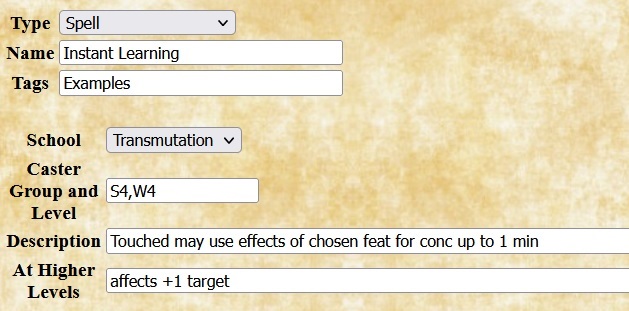 Type Spell
Name Instant Learning
Tags Examples
School Transmutation
Caster
Group and S4,W4
Level
Description Touched may use effects of chosen feat for conc up to 1 min
At Higher
Levels affects +1 target